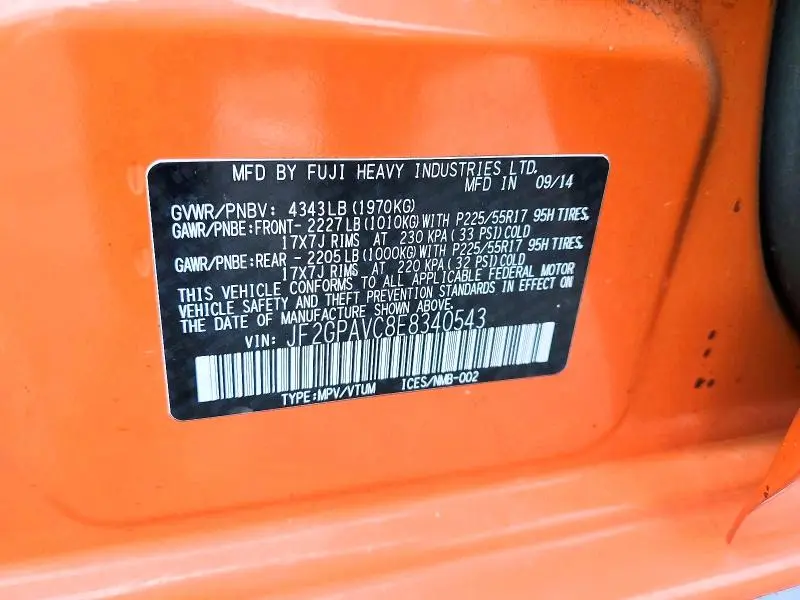 MFD BY FUJI HEAVY INDUSTRIES LTD.
MFD IN 09/14
GVWR/PNBV: 4343LB (1970KG)
GAWR/PNBE:FRONT- 2227 LB (1010KG) WITH P225/55R17 95H TIRES,
17X7J RIMS AT 230 KPA ( 33 PSI) COLD
GAWR/PNBE:REAR - 2205 LB (1000KG) WITH P225/55R17 95H TIRES,
17X7J RIMS AT 220 KPA ( 32 PSI) COLD
THIS VEHICLE CONFORMS TO ALL APPLICABLE FEDERAL MOTOR
VEHICLE SAFETY AND THEFT PREVENTION STANDARDS IN EFFECT ON
THE DATE OF MANUFACTURE SHOWN ABOVE.
VIN: JF2GPAVC8E8340543
TYPE:MPV/VTUM ICES/NMB-002